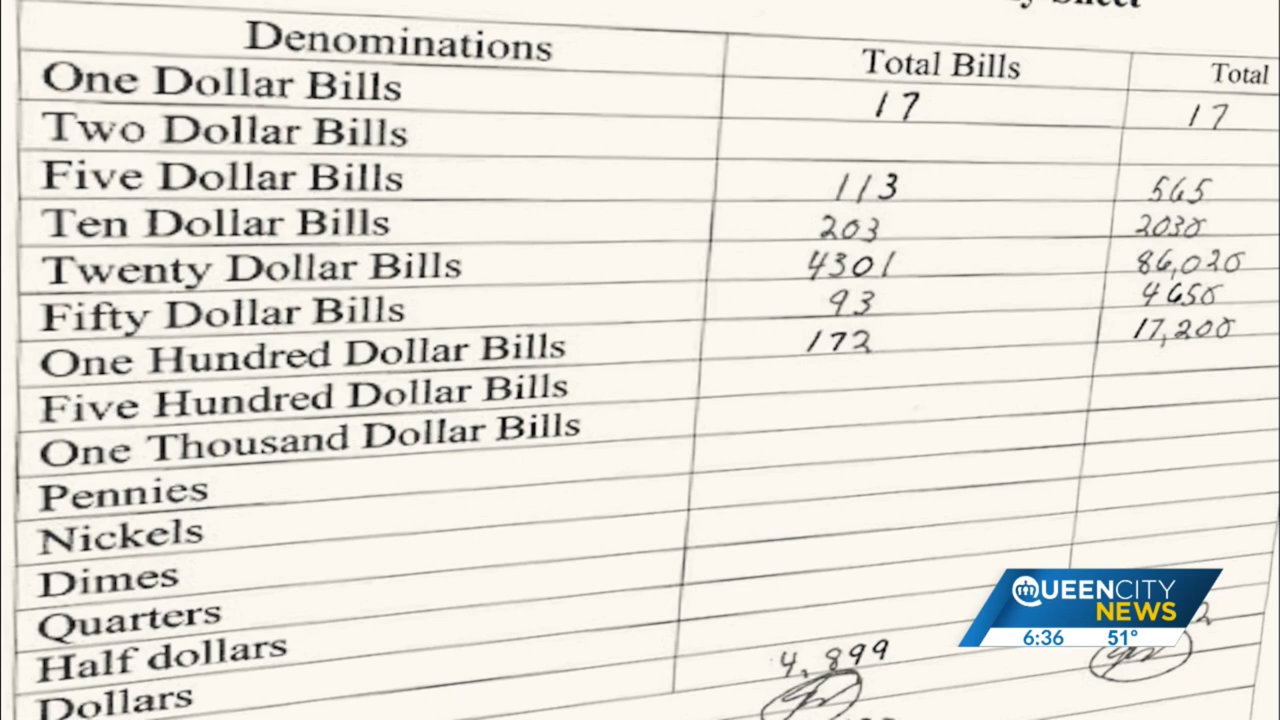 Sheet
Denominations Total Bills Total
One Dollar Bills 17 17
Two Dollar Bills
Five Dollar Bills 113 565
Ten Dollar Bills 203 2030
Twenty Dollar Bills 4301 86,020
Fifty Dollar Bills 93 4650
One Hundred Dollar Bills 172 17,200
Five Hundred Dollar Bills
One Thousand Dollar Bills
Pennies
Nickels
Dimes
Quarters
Half dollars 4,899
Dollars
QUEEN CITY
NEWS
6:36 51°